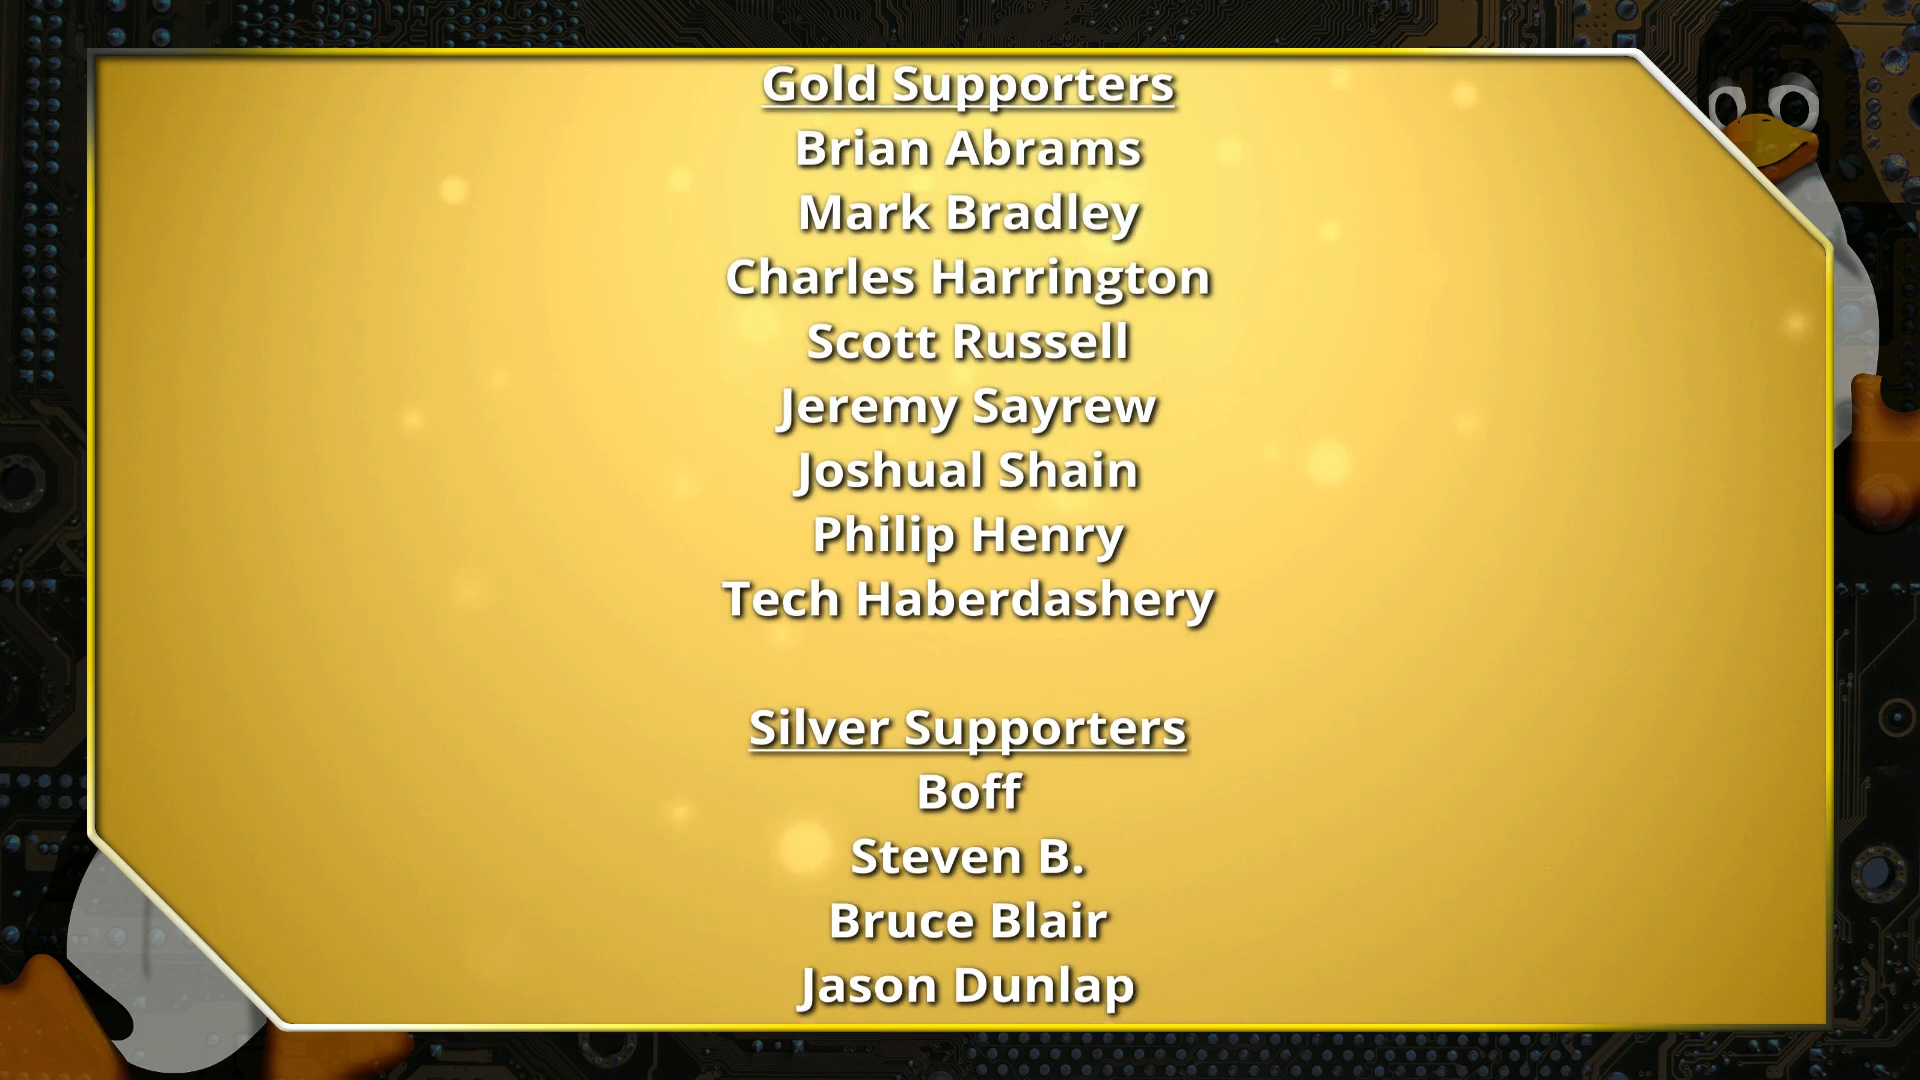 Gold Supporters
Brian Abrams
Mark Bradley
Charles Harrington
Scott Russell
Jeremy Sayrew
Joshual Shain
Philip Henry
Tech Haberdashery
Silver Supporters
Boff
Steven B.
Bruce Blair
Jason Dunlap